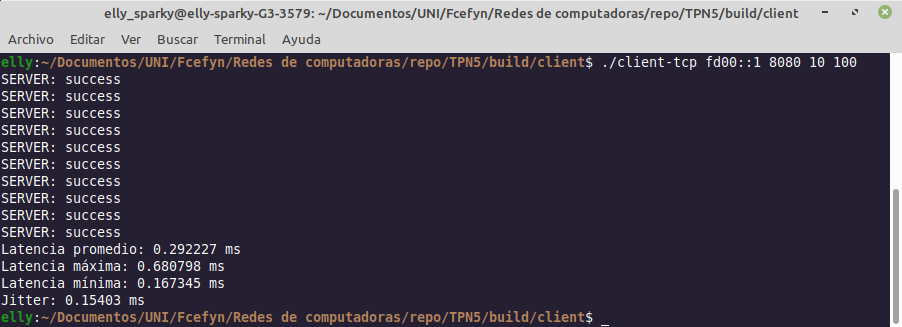 elly_sparky@elly-sparky-G3-3579: ~/Documentos/UNI/Fcefyn/Redes de computadoras/repo/TPN5/build/client
Archivo Editar Ver Buscar Terminal Ayuda
elly:~/Documentos/UNI/Fcefyn/Redes de computadoras/repo/TPN5/build/client$ ./client-tcp fd00::1 8080 10 100
SERVER: success
SERVER: success
SERVER: success
SERVER: success
SERVER: success
SERVER: success
SERVER: success
SERVER: success
SERVER: success
SERVER: success
Latencia promedio: 0.292227 ms
Latencia máxima: 0.680798 ms
Latencia mínima: 0.167345 ms
Jitter: 0.15403 ms
elly:~/Documentos/UNI/Fcefyn/Redes de computadoras/repo/TPN5/build/client$ _